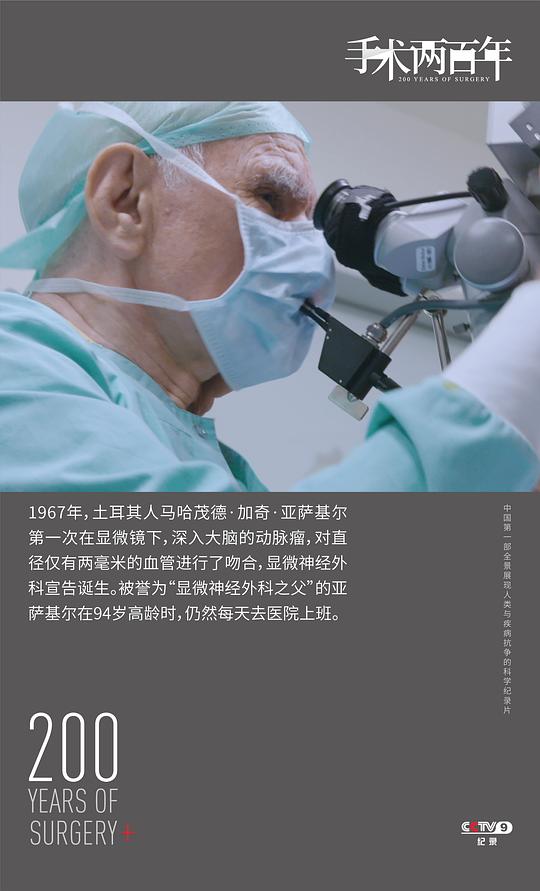 手术两百年
200 YEARS OF SURGERY
1967年，土耳其人马哈茂德·加奇·亚萨基尔
第一次在显微镜下，深入大脑的动脉瘤，对直
径仅有两毫米的血管进行了吻合，显微神经外
科宣告诞生。被誉为“显微神经外科之父”的亚
萨基尔在94岁高龄时，仍然每天去医院上班。
中国第一部全景展现人类与疾病抗争的科学纪录片
200
YEARS OF
SURGERY+
CCTV 9
纪录